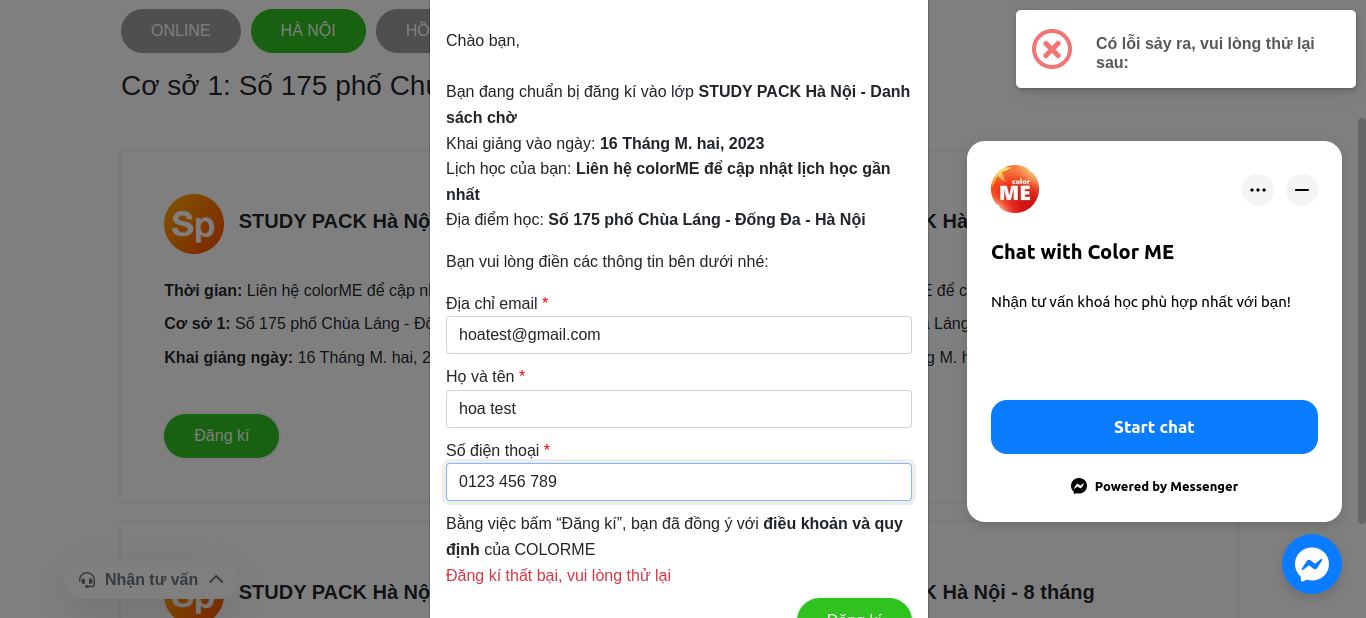 ONLINE
HÀ NỘI
HỒ
Cơ sở 1: Số 175 phố Chù
Sp
STUDY PACK Hà Nộ
Thời gian: Liên hệ colorME để cập nh
Cơ sở 1: Số 175 phố Chùa Láng - Đố
Khai giảng ngày: 16 Tháng M. hai, 2
Đăng kí
Nhận tư vấn
Sp
STUDY PACK Hà Nộ
Chào bạn,
Bạn đang chuẩn bị đăng kí vào lớp STUDY PACK Hà Nội - Danh
sách chờ
Khai giảng vào ngày: 16 Tháng M. hai, 2023
Lịch học của bạn: Liên hệ colorME để cập nhật lịch học gần
nhất
Địa điểm học: Số 175 phố Chùa Láng - Đống Đa - Hà Nội
Bạn vui lòng điền các thông tin bên dưới nhé:
Địa chỉ email *
hoatest@gmail.com
Họ và tên *
hoa test
Số điện thoại *
0123 456 789
Bằng việc bấm “Đăng kí”, bạn đã đồng ý với điều khoản và quy
định của COLORME
Đăng kí thất bại, vui lòng thử lại
Đăng kí
Có lỗi sảy ra, vui lòng thử lại
sau:
color
ME
Chat with Color ME
Nhận tư vấn khoá học phù hợp nhất với bạn!
Start chat
Powered by Messenger
K Hà Nội - 8 tháng